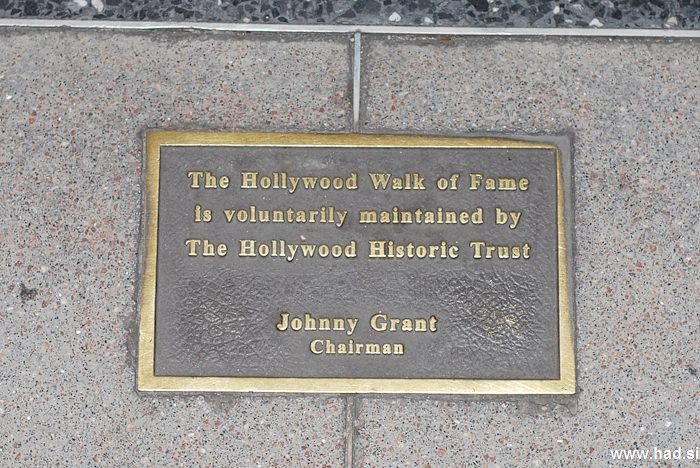 The Hollywood Walk of Fame
is voluntarily maintained by
The Hollywood Historic Trust
Johnny Grant
Chairman
www.had.si